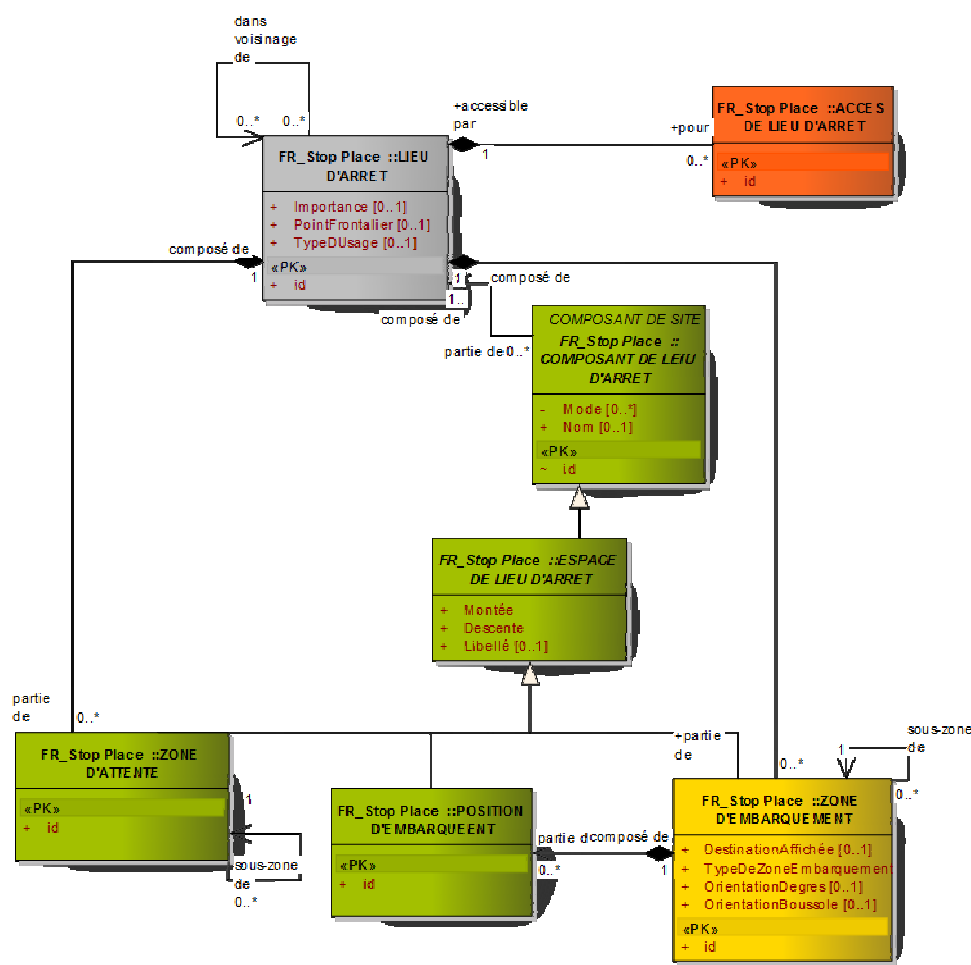 dans
voisinage
de
0..*
0..*
+accessible
par
1
+pour
0..*
FR_Stop Place ::ACCES
DE LIEU D'ARRET
«PK»
+ id
FR_Stop Place ::LIEU
D'ARRET
+ Importance [0..1]
+ PointFrontalier [0..1]
+ TypeDUsage [0..1]
«PK»
+ id
composé de
1
1
composé de
1..
composé de
partie de 0..*
COMPOSANT DE SITE
FR_Stop Place ::
COMPOSANT DE LEIU
D'ARRET
- Mode [0..*]
+ Nom [0..1]
«PK»
~ id
FR_Stop Place ::ESPACE
DE LIEU D'ARRET
+ Montée
+ Descente
+ Libellé [0..1]
partie
de
0..*
FR_Stop Place ::ZONE
D'ATTENTE
«PK»
+ id
1
sous-zone
de
0..*
FR_Stop Place ::POSITION
D'EMBARQUEENT
«PK»
+ id
partie d
composé de
0..*
1
+partie
de
0..*
1
sous-zone
de
0..*
FR_Stop Place ::ZONE
D'EMBARQUEMENT
+ DestinationAffichée [0..1]
+ TypeDeZoneEmbarquement
+ OrientationDegres [0..1]
+ OrientationBoussole [0..1]
«PK»
+ id